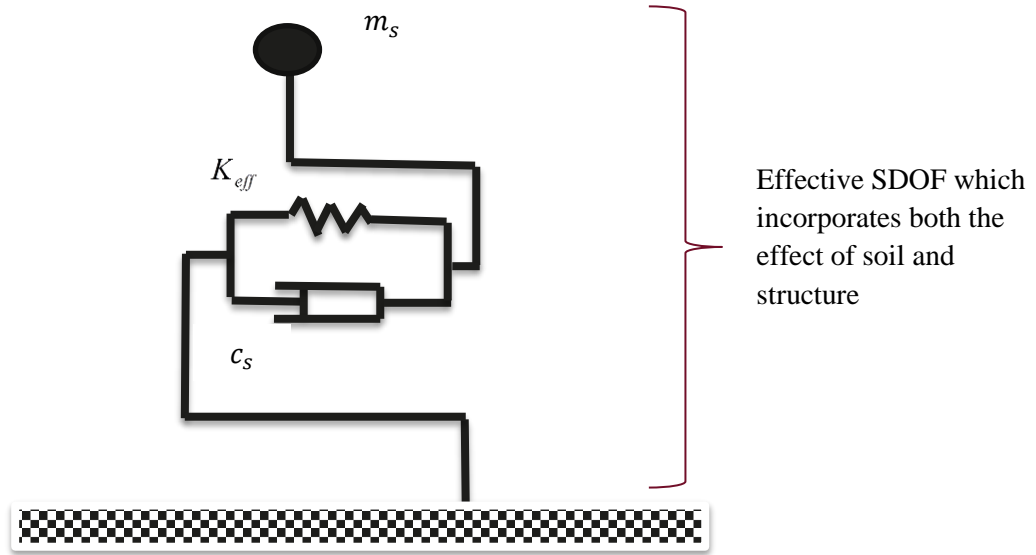 m_s
K_eff
c_s
Effective SDOF which
incorporates both the
effect of soil and
structure